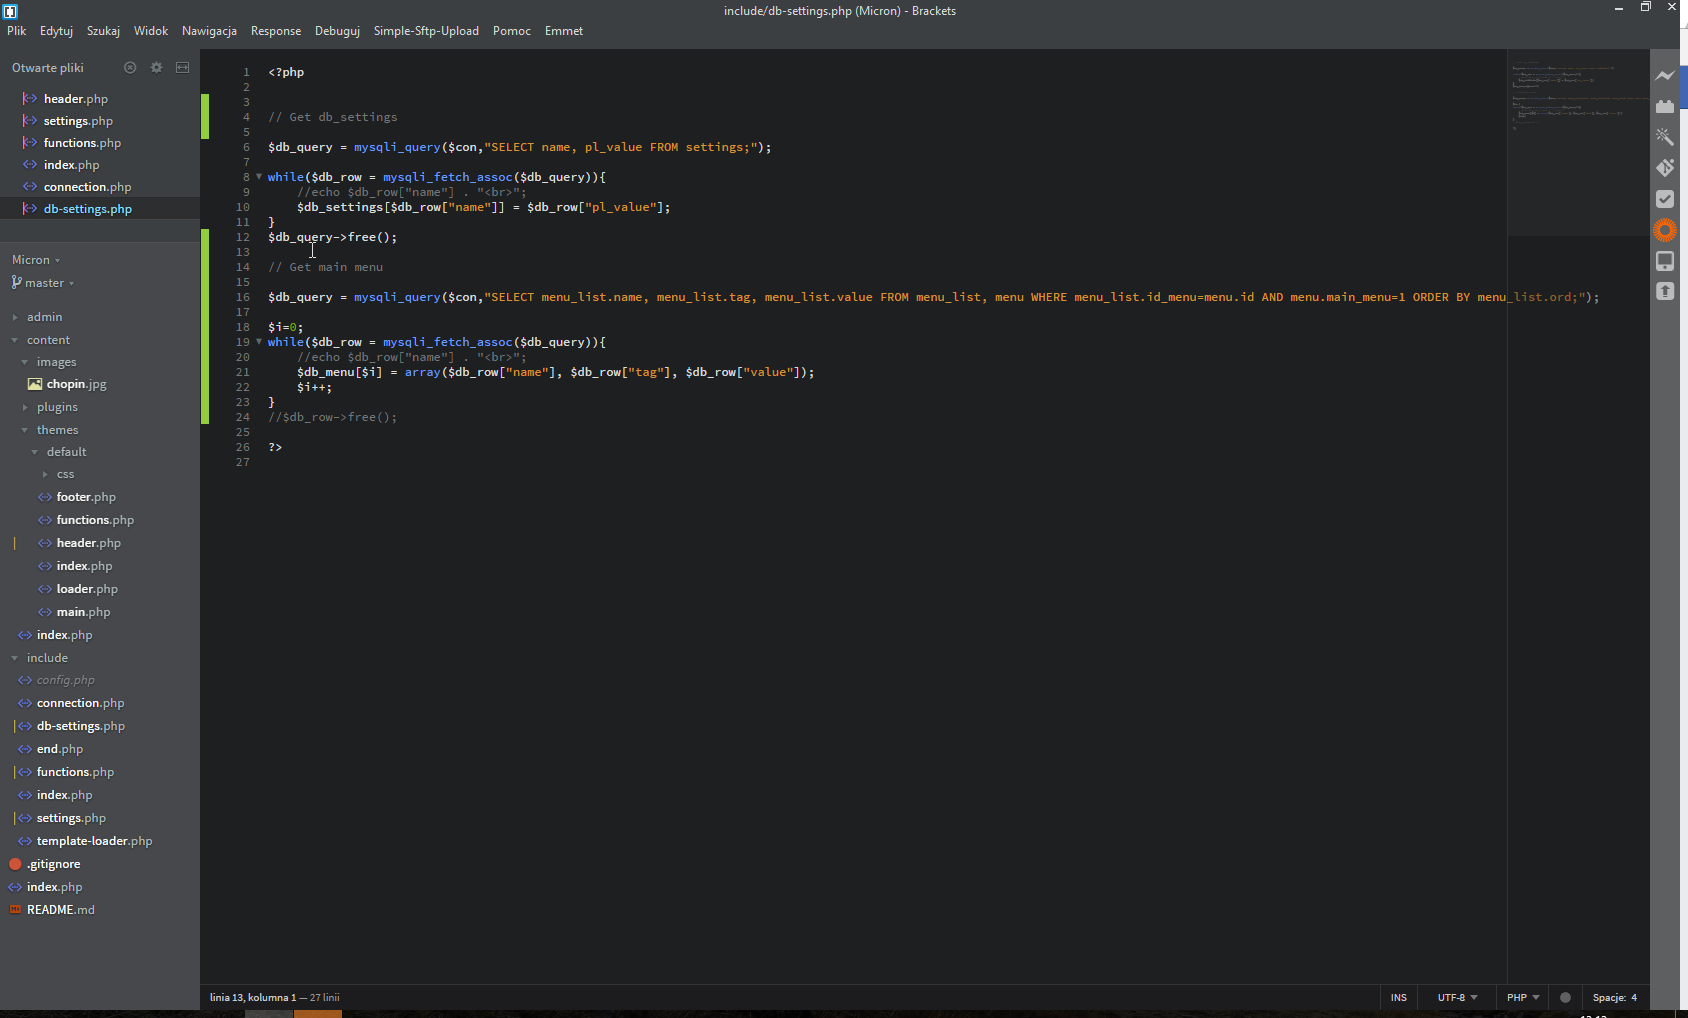 include/db-settings.php (Micron) - Brackets
Plik Edytuj Szukaj Widok Nawigacja Response Debuguj Simple-Sftp-Upload Pomoc Emmet
Otwarte pliki
header.php
settings.php
functions.php
index.php
connection.php
db-settings.php
Micron
master
admin
content
images
chopin.jpg
plugins
themes
default
css
footer.php
functions.php
header.php
index.php
loader.php
main.php
index.php
include
config.php
connection.php
db-settings.php
end.php
functions.php
index.php
settings.php
template-loader.php
.gitignore
index.php
README.md
1 <?php
2
3
4 // Get db_settings
5
6 $db_query = mysqli_query($con,"SELECT name, pl_value FROM settings;");
7
8 while($db_row = mysqli_fetch_assoc($db_query)){
9 //echo $db_row["name"] . "<br>";
10 $db_settings[$db_row["name"]] = $db_row["pl_value"];
11 }
12 $db_query->free();
13
14 // Get main menu
15
16 $db_query = mysqli_query($con,"SELECT menu_list.name, menu_list.tag, menu_list.value FROM menu_list, menu WHERE menu_list.id_menu=menu.id AND menu.main_menu=1 ORDER BY menu_list.ord;");
17
18 $i=0;
19 while($db_row = mysqli_fetch_assoc($db_query)){
20 //echo $db_row["name"] . "<br>";
21 $db_menu[$i] = array($db_row["name"], $db_row["tag"], $db_row["value"]);
22 $i++;
23 }
24 //$db_row->free();
25
26 ?>
27
linia 13, kolumna 1 — 27 linii
INS UTF-8 PHP Spacje: 4